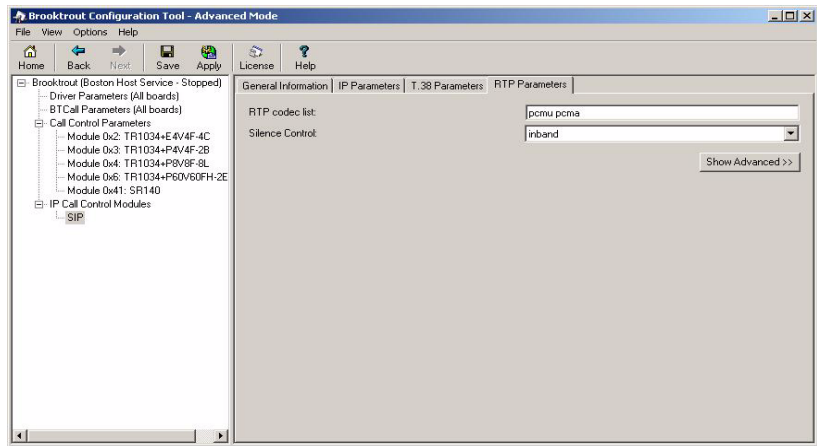 Brooktrout Configuration Tool - Advanced Mode
File View Options Help
Home Back Next Save Apply License Help
Brooktrout (Boston Host Service - Stopped)
Driver Parameters (All boards)
BTCall Parameters (All boards)
Call Control Parameters
Module 0x2: TR1034+E4V4F-4C
Module 0x3: TR1034+P4V4F-2B
Module 0x4: TR1034+P8V8F-8L
Module 0x6: TR1034+P60V60FH-2E
Module 0x41: SR140
IP Call Control Modules
SIP
General Information IP Parameters T.38 Parameters RTP Parameters
RTP codec list: pcmu pcma
Silence Control: inband
Show Advanced >>